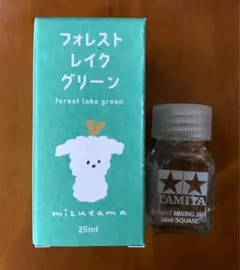 フォレスト
レイク
グリーン
forest lake green
mizutama
25ml
TAMIYA
PAINT MIXING JAR
Mini (SQUARE)